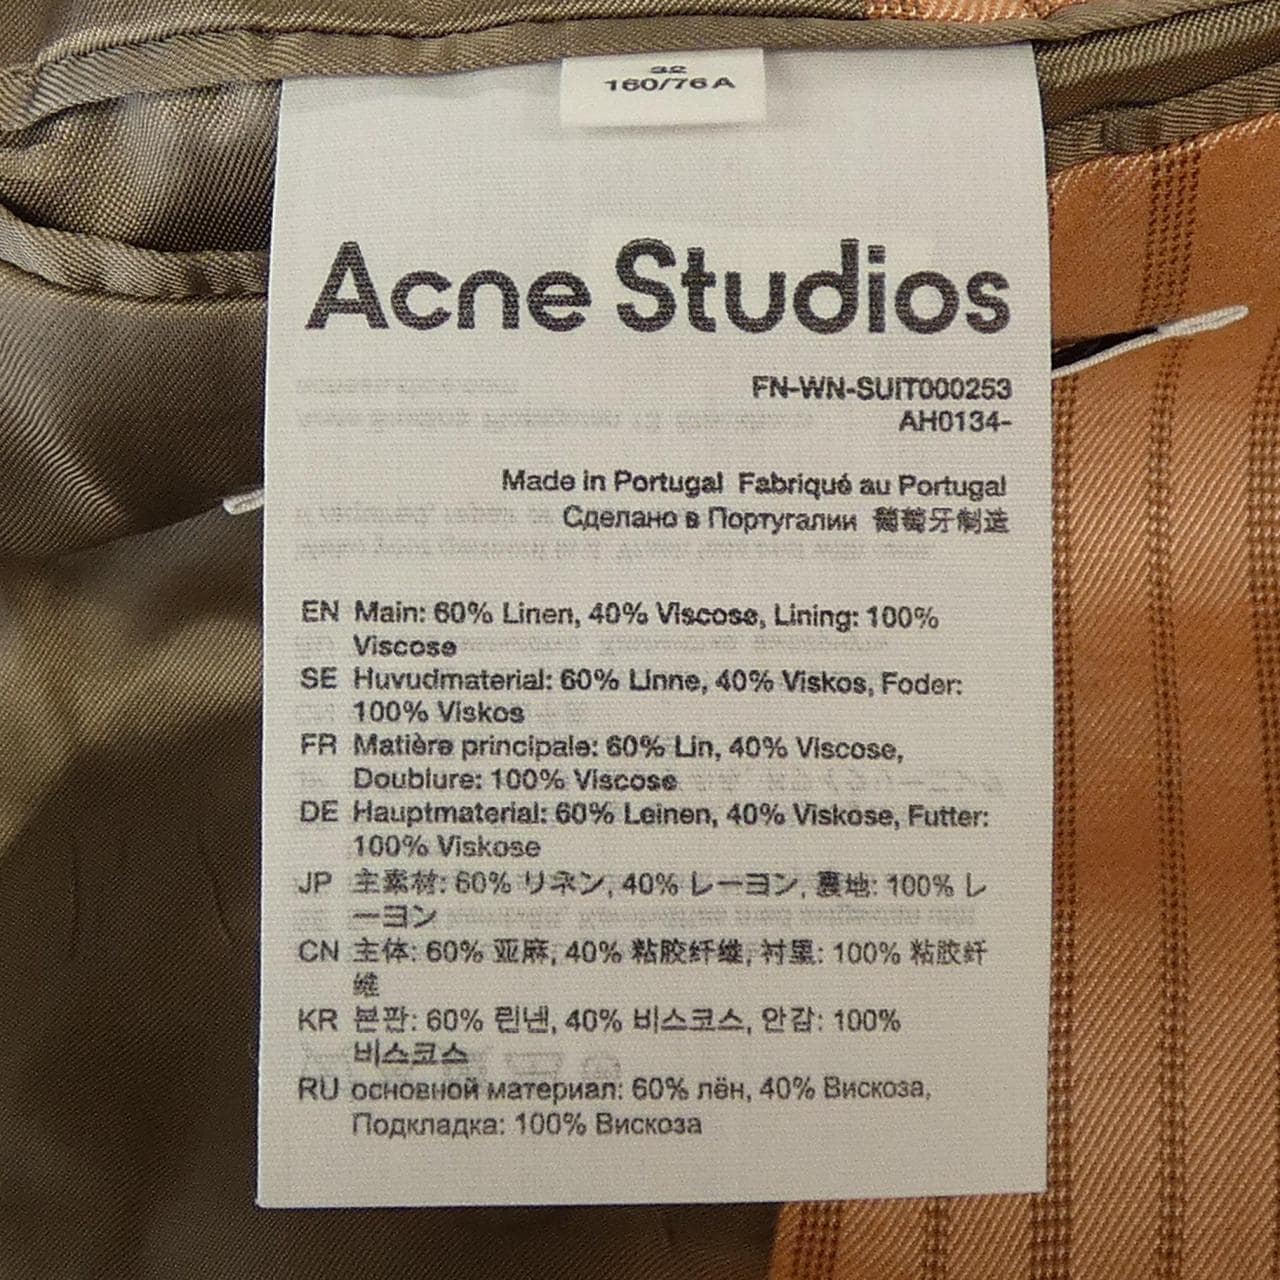 32
160/76A
Acne Studios
FN-WN-SUIT000253
AH0134-
Made in Portugal Fabriqué au Portugal
Сделано в Португалии 葡萄牙制造
EN Main: 60% Linen, 40% Viscose, Lining: 100%
Viscose
SE Huvudmaterial: 60% Linne, 40% Viskos, Foder:
100% Viskos
FR Matière principale: 60% Lin, 40% Viscose,
Doublure: 100% Viscose
DE Hauptmaterial: 60% Leinen, 40% Viskose, Futter:
100% Viskose
JP 主素材: 60% リネン, 40% レーヨン, 裏地: 100% レ
ーヨン
CN 主体: 60% 亚麻, 40% 粘胶纤维, 衬里: 100% 粘胶纤
维
KR 본판: 60% 린넨, 40% 비스코스, 안감: 100%
비스코스
RU основной материал: 60% лён, 40% Вискоза,
Подкладка: 100% Вискоза